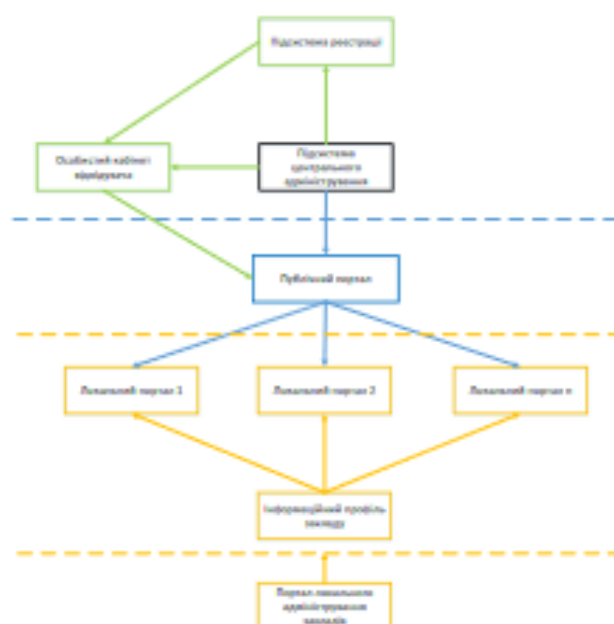 Підсистема реєстрації
Особистий кабінет
відвідувача
Підсистема
центрального
адміністрування
Публічний портал
Локальний портал 1
Локальний портал 2
Локальний портал n
Інформаційний профіль
закладу
Портал локального
адміністрування
закладів